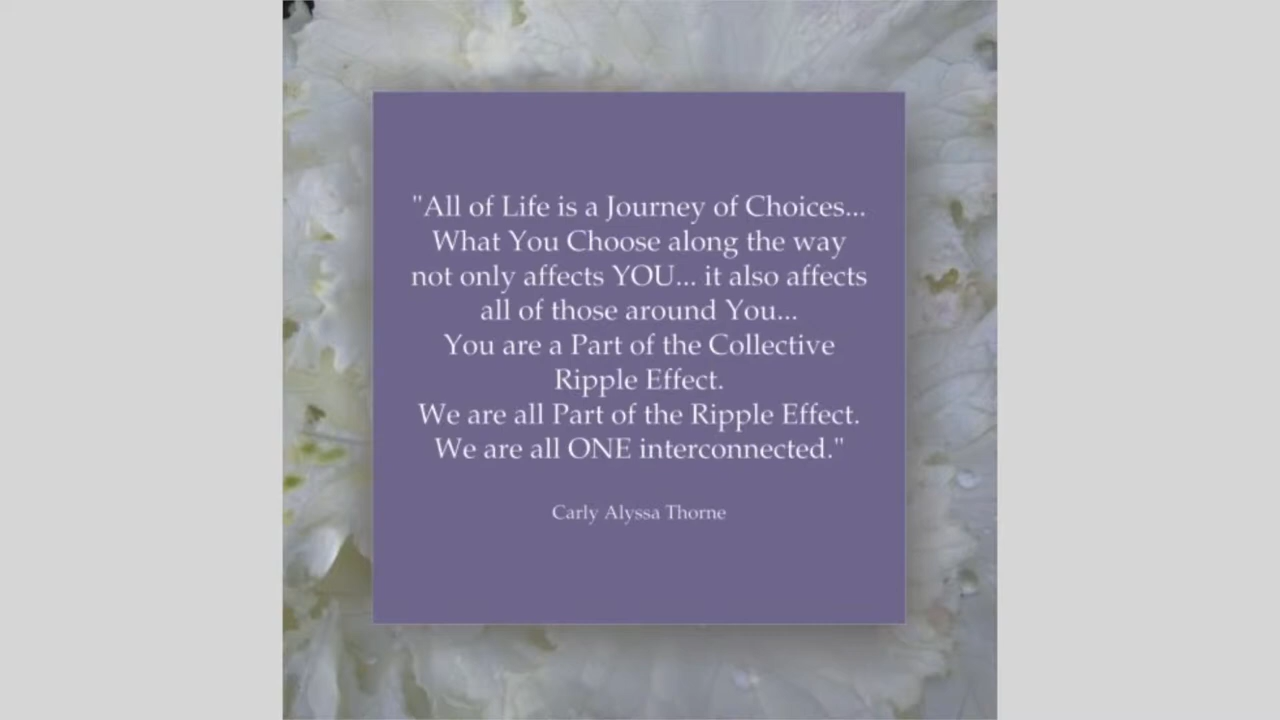 "All of Life is a Journey of Choices...
What You Choose along the way
not only affects YOU... it also affects
all of those around You...
You are a Part of the Collective
Ripple Effect.
We are all Part of the Ripple Effect.
We are all ONE interconnected."
Carly Alyssa Thorne